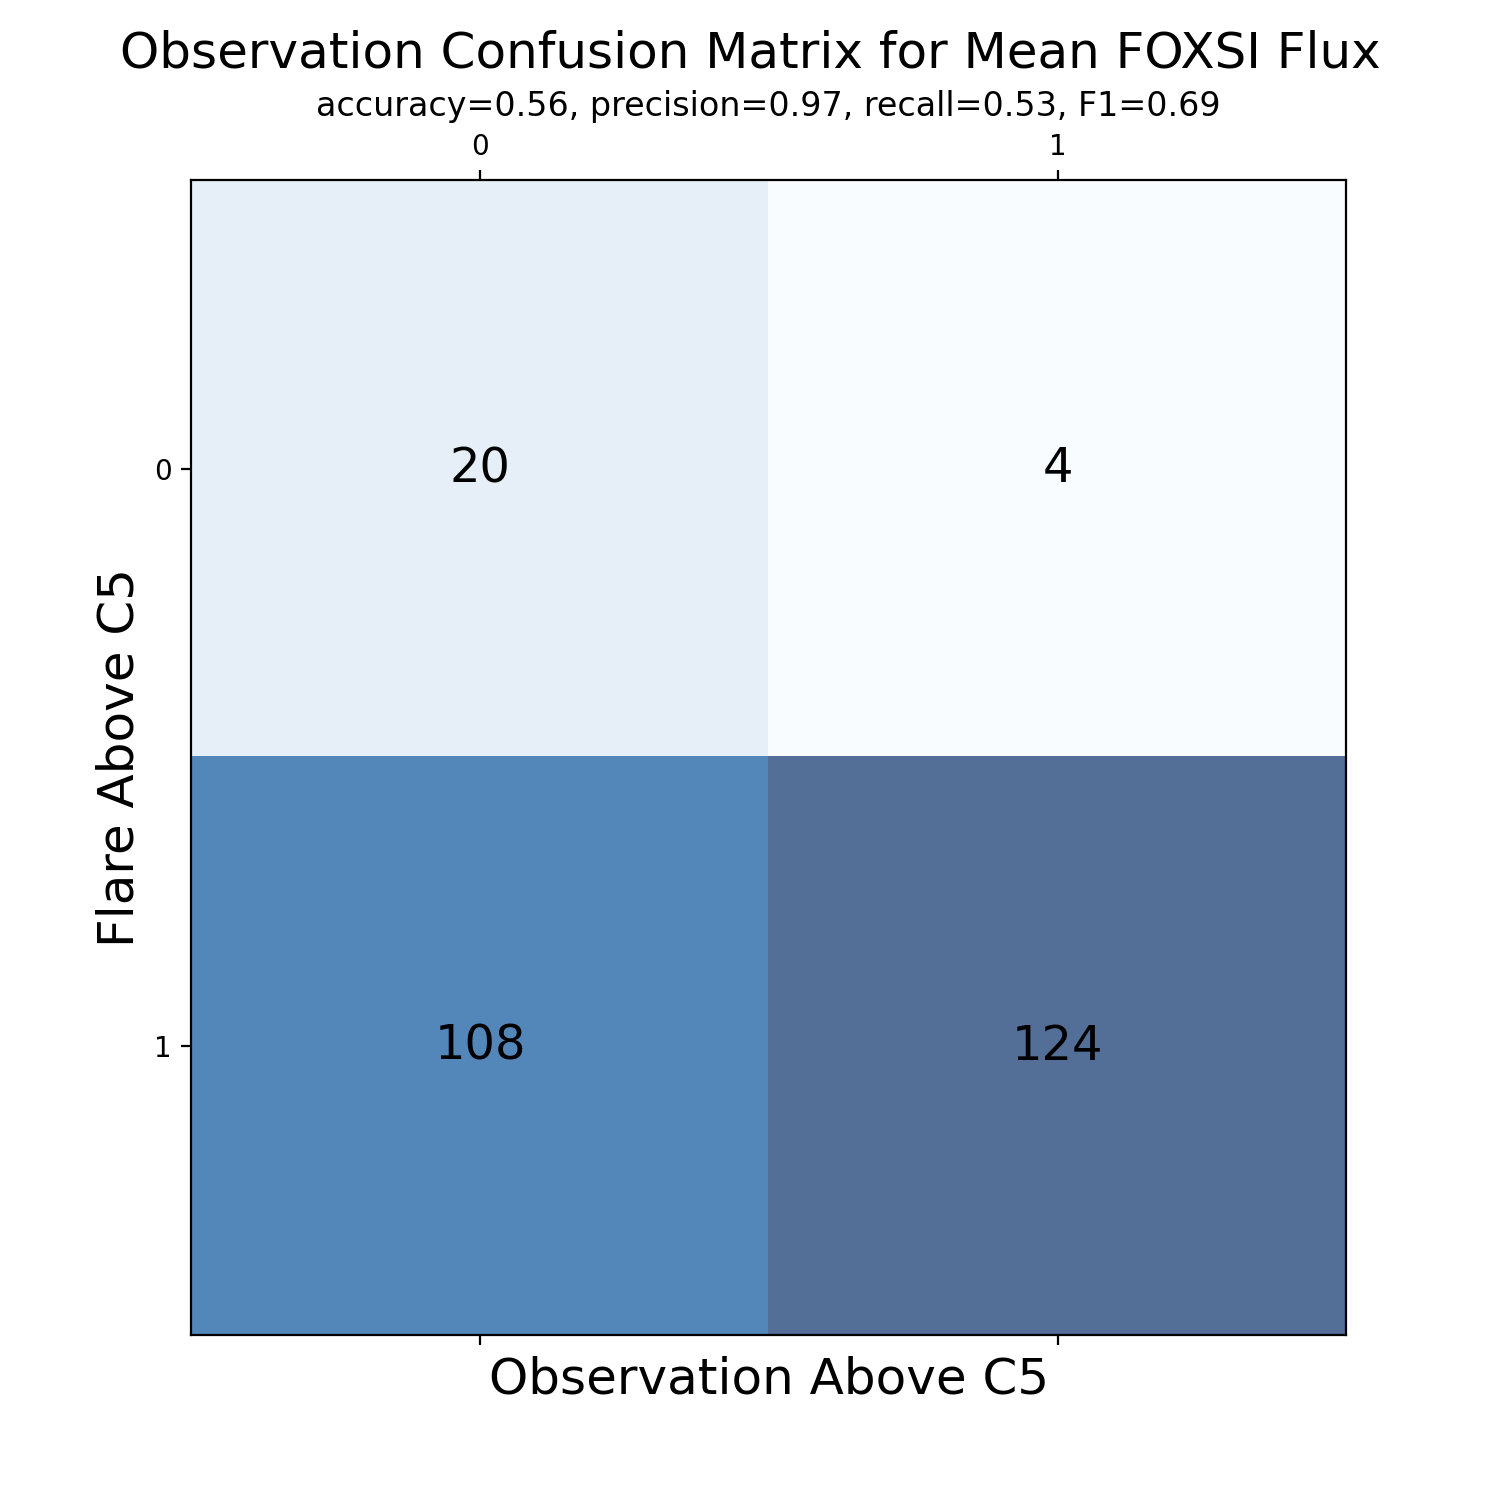 Observation Confusion Matrix for Mean FOXSI Flux
accuracy=0.56, precision=0.97, recall=0.53, F1=0.69
0 1
0 20 4
Flare Above C5
1 108 124
Observation Above C5